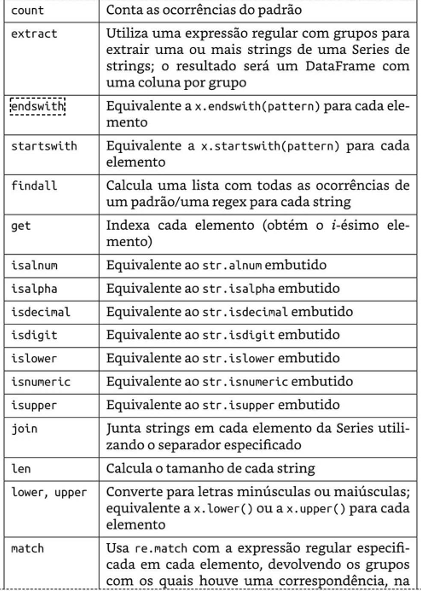 count Conta as ocorrências do padrão
extract Utiliza uma expressão regular com grupos para
extrair uma ou mais strings de uma Series de
strings; o resultado será um DataFrame com
uma coluna por grupo
endswith Equivalente a x.endswith(pattern) para cada ele-
mento
startswith Equivalente a x.startswith(pattern) para cada
elemento
findall Calcula uma lista com todas as ocorrências de
um padrão/uma regex para cada string
get Indexa cada elemento (obtém o i-ésimo ele-
mento)
isalnum Equivalente ao str.alnum embutido
isalpha Equivalente ao str.isalpha embutido
isdecimal Equivalente ao str.isdecimal embutido
isdigit Equivalente ao str.isdigit embutido
islower Equivalente ao str.islower embutido
isnumeric Equivalente ao str.isnumeric embutido
isupper Equivalente ao str.isupper embutido
join Junta strings em cada elemento da Series utili-
zando o separador especificado
len Calcula o tamanho de cada string
lower, upper Converte para letras minúsculas ou maiúsculas;
equivalente a x.lower() ou a x.upper() para cada
elemento
match Usa re.match com a expressão regular especifi-
cada em cada elemento, devolvendo os grupos
com os quais houve uma correspondência, na